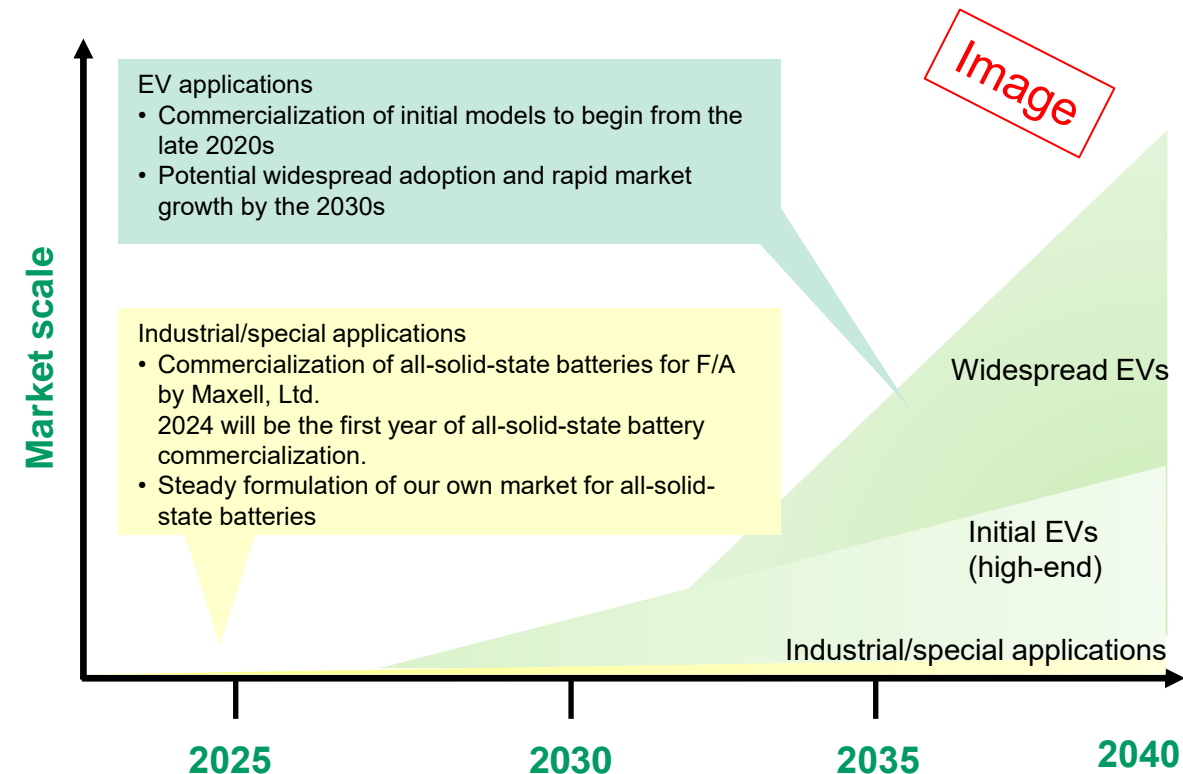 Image
EV applications
• Commercialization of initial models to begin from the
late 2020s
• Potential widespread adoption and rapid market
growth by the 2030s
Market scale
Industrial/special applications
• Commercialization of all-solid-state batteries for F/A
by Maxell, Ltd.
2024 will be the first year of all-solid-state battery
commercialization.
• Steady formulation of our own market for all-solid-
state batteries
Widespread EVs
Initial EVs
(high-end)
Industrial/special applications
2025
2030
2035
2040